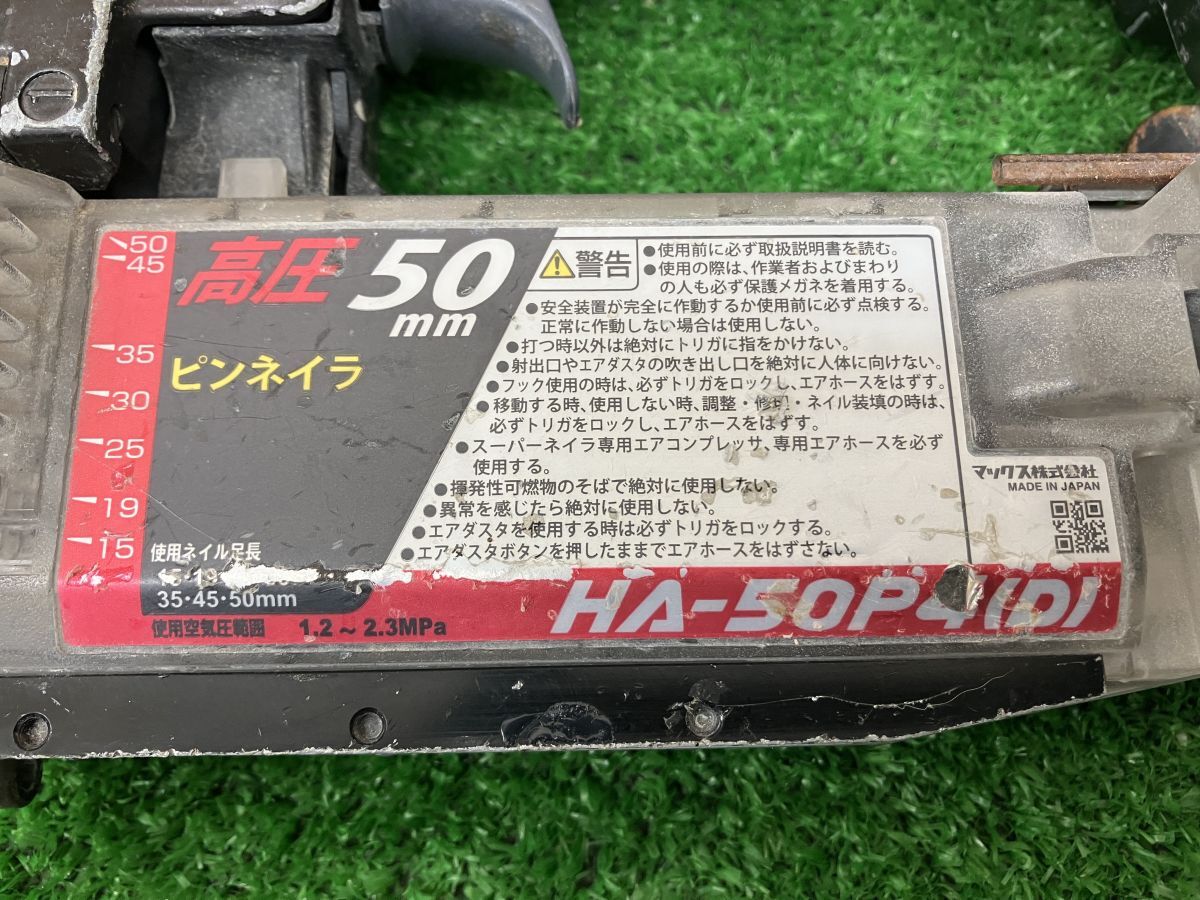 50
45
35
30
25
19
15
高圧 50
mm
ピンネイラ
使用ネイル足長
35・45・50mm
使用空気圧範囲 1.2～2.3MPa
警告
●使用前に必ず取扱説明書を読む。
●使用の際は、作業者およびまわり
の人も必ず保護メガネを着用する。
●安全装置が完全に作動するか使用前に必ず点検する。
正常に作動しない場合は使用しない。
●打つ時以外は絶対にトリガに指をかけない。
●射出口やエアダスタの吹き出し口を絶対に人体に向けない。
●フック使用の時は、必ずトリガをロックし、エアホースをはずす。
●移動する時、使用しない時、調整・修理・ネイル装填の時は、
必ずトリガをロックし、エアホースをはずす。
●スーパーネイラ専用エアコンプレッサ、専用エアホースを必ず
使用する。
●揮発性可燃物のそばで絶対に使用しない。
●異常を感じたら絶対に使用しない。
●エアダスタを使用する時は必ずトリガをロックする。
●エアダスタボタンを押したままでエアホースをはずさない。
マックス株式会社
MADE IN JAPAN
HA-50P4(D)